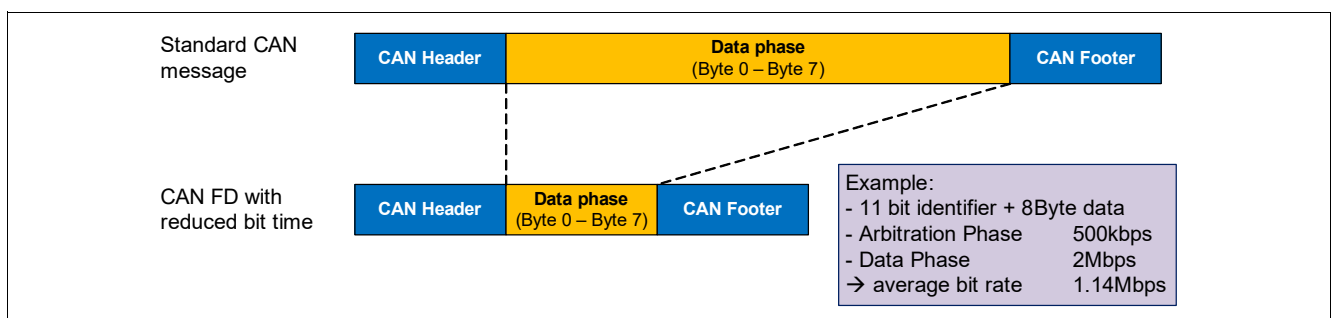 Standard CAN
message
CAN Header
Data phase
(Byte 0 – Byte 7)
CAN Footer
CAN FD with
reduced bit time
CAN Header
Data phase
(Byte 0 – Byte 7)
CAN Footer
Example:
- 11 bit identifier + 8Byte data
- Arbitration Phase 500kbps
- Data Phase 2Mbps
→ average bit rate 1.14Mbps